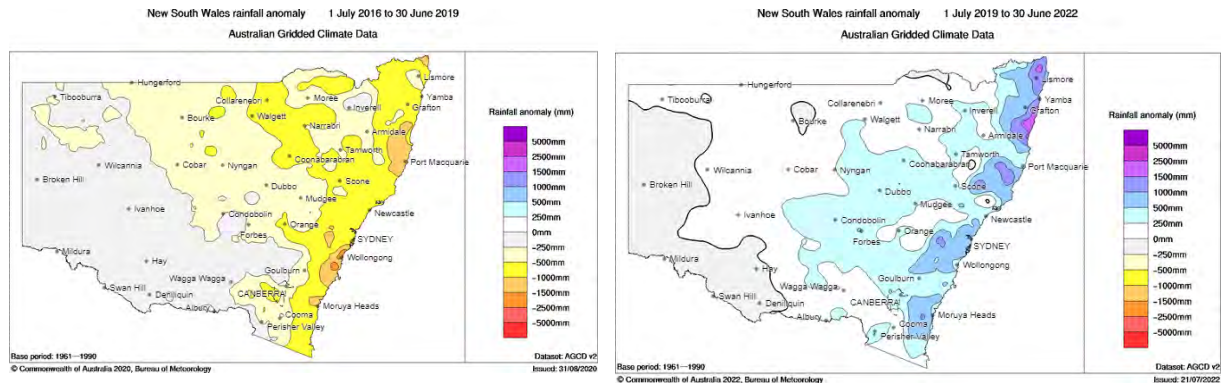 New South Wales rainfall anomaly 1 July 2016 to 30 June 2019
Australian Gridded Climate Data
Hungerford
Tibooburra
Lismore
Moree
Collarenebri
Inverell
Yamba
Grafton
Bourke
Walgett
Narrabri
Armidale
Tamworth
Wilcannia
Cobar
Nyngan
Coonabarabran
Port Macquarie
Broken Hill
Scone
Dubbo
Mudgee
Ivanhoe
Condobolin
Newcastle
Forbes
Orange
SYDNEY
Mildura
Hay
Goulburn
Wollongong
Wagga Wagga
Swan Hill
Deniliquin
CANBERRA
Albury
Cooma
Moruya Heads
Perisher Valley
Rainfall anomaly (mm)
5000mm
2500mm
1500mm
1000mm
500mm
250mm
0mm
-250mm
-500mm
-1000mm
-1500mm
-2500mm
-5000mm
Base period: 1961—1990
Dataset: AGCD v2
© Commonwealth of Australia 2020, Bureau of Meteorology
Issued: 31/08/2020
New South Wales rainfall anomaly 1 July 2019 to 30 June 2022
Australian Gridded Climate Data
Hungerford
Tibooburra
Lismore
Moree
Collarenebri
Inverell
Yamba
Grafton
Bourke
Walgett
Narrabri
Armidale
Tamworth
Wilcannia
Cobar
Nyngan
Coonabarabran
Port Macquarie
Broken Hill
Scone
Dubbo
Mudgee
Ivanhoe
Condobolin
Newcastle
Forbes
Orange
SYDNEY
Mildura
Hay
Goulburn
Wollongong
Wagga Wagga
Swan Hill
Deniliquin
CANBERRA
Albury
Cooma
Moruya Heads
Perisher Valley
Rainfall anomaly (mm)
5000mm
2500mm
1500mm
1000mm
500mm
250mm
0mm
-250mm
-500mm
-1000mm
-1500mm
-2500mm
-5000mm
Base period: 1961—1990
Dataset: AGCD v2
© Commonwealth of Australia 2022, Bureau of Meteorology
Issued: 21/07/2022